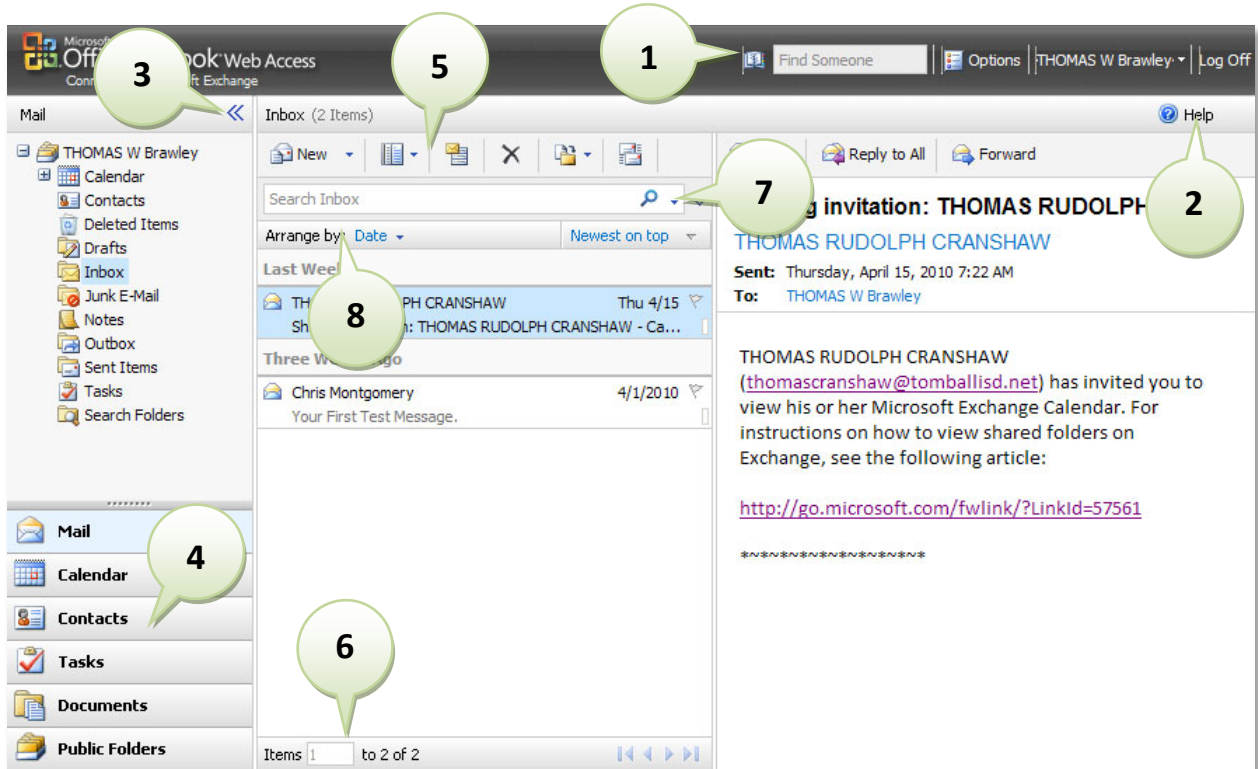 Microsoft
Web Access
Find Someone
Options
THOMAS W Brawley
Log Off
1
5
3
Mail
Inbox (2 Items)
Help
THOMAS W Brawley
Calendar
Contacts
Deleted Items
Drafts
Inbox
Junk E-Mail
Notes
Outbox
Sent Items
Tasks
Search Folders
New
Search Inbox
Arrange by: Date
Newest on top
Last Week
PH CRANSHAW Thu 4/15
: THOMAS RUDOLPH CRANSHAW - Ca...
Three Ago
Chris Montgomery 4/1/2010
Your First Test Message.
7
8
2
Reply to All
Forward
invitation: THOMAS RUDOLPH
THOMAS RUDOLPH CRANSHAW
Sent: Thursday, April 15, 2010 7:22 AM
To: THOMAS W Brawley
THOMAS RUDOLPH CRANSHAW
(thomascranshaw@tomballisd.net) has invited you to
view his or her Microsoft Exchange Calendar. For
instructions on how to view shared folders on
Exchange, see the following article:
http://go.microsoft.com/fwlink/?LinkId=57561
*~*~*~*~*~*~*~*~*~*
Mail
Calendar
Contacts
Tasks
Documents
Public Folders
4
6
Items 1 to 2 of 2